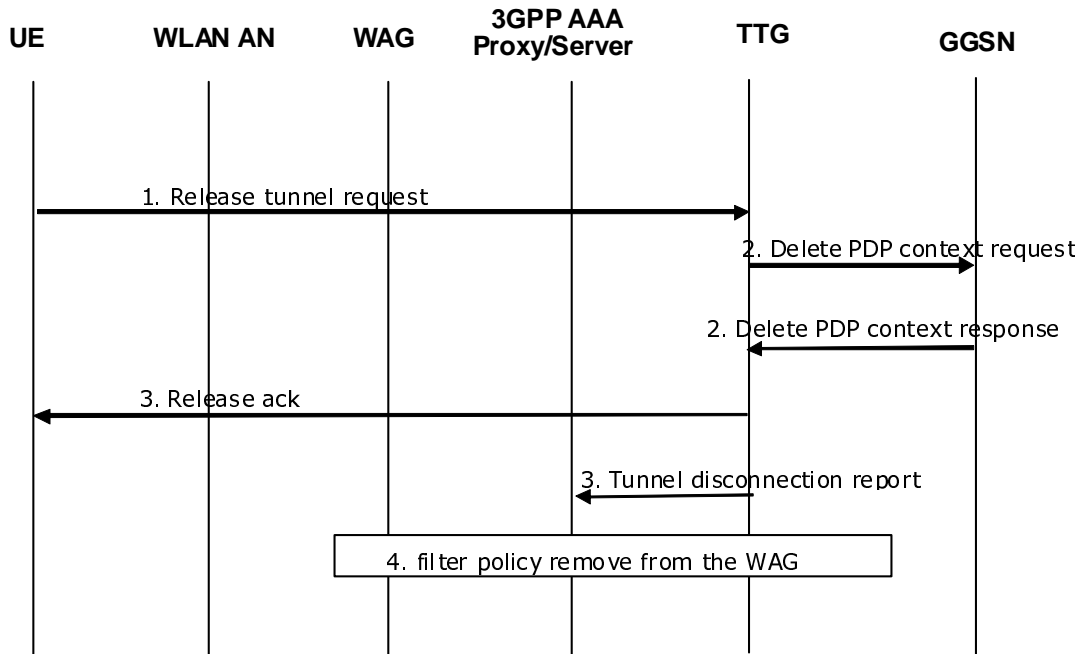 UE
WLAN AN
WAG
3GPP AAA
Proxy/Server
TTG
GGSN
1. Release tunnel request
2. Delete PDP context request
2. Delete PDP context response
3. Release ack
3. Tunnel disconnection report
4. filter policy remove from the WAG